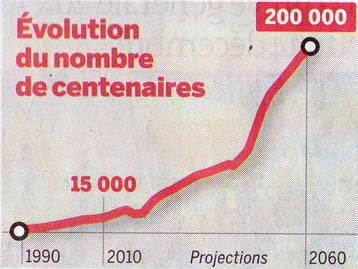 200 000
Évolution
du nombre
de centenaires
15 000
1990
2010
Projections
2060